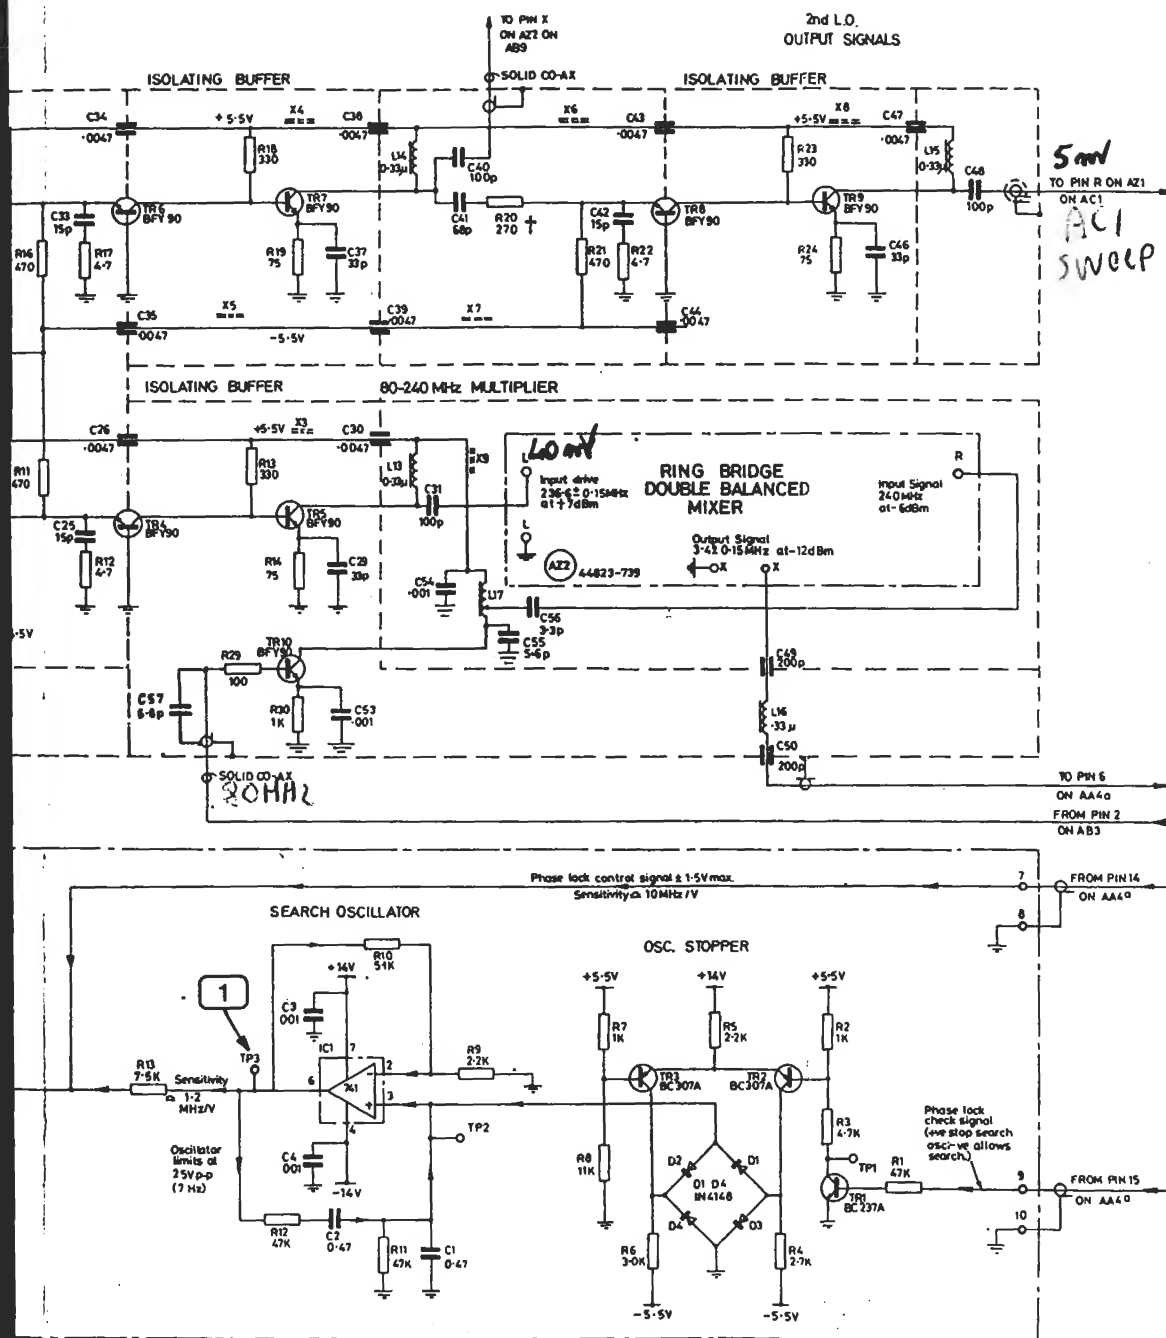 TO PIN X
ON AZ2 ON
AB9
2nd L.O.
OUTPUT SIGNALS
ISOLATING BUFFER
SOLID CO-AX
ISOLATING BUFFER
C34
·0047
+5·5V
X4
C38
·0047
X6
C43
·0047
+5·5V
X8
C47
·0047
R18
330
L14
0·33µ
C40
100p
R23
330
L15
0·33µ
C48
100p
5mV
TO PIN R ON AZ1
ON AC1
AC1
SWEEP
C33
15p
TR6
BFY90
TR7
BFY90
C41
68p
R20
270
C42
15p
TR8
BFY90
TR9
BFY90
R16
470
R17
4·7
R19
75
C37
33p
R21
470
R22
4·7
R24
75
C46
33p
C35
·0047
X5
-5·5V
C39
·0047
X7
C44
·0047
ISOLATING BUFFER
80-240 MHz MULTIPLIER
C26
·0047
+5·5V
X3
C30
·0047
X9
40mV
R11
470
R13
330
L13
0·33µ
C31
100p
L
Input drive
236·6±0·15MHz
at +7dBm
L
RING BRIDGE
DOUBLE BALANCED
MIXER
R
Input Signal
240MHz
at -6dBm
Output Signal
3·4±0·15MHz at -12dBm
X
X
AZ2
44823-739
C25
15p
TR4
BFY90
TR5
BFY90
R12
4·7
R14
75
C29
33p
C54
·001
L17
C56
3·3p
C55
5·6p
5·5V
TR10
BFY90
R29
100
C57
6·8p
R30
1K
C53
·001
C49
200p
L16
·33µ
C50
200p
SOLID CO-AX
80MHz
TO PIN 6
ON AA4a
FROM PIN 2
ON AB3
Phase lock control signal ± 1·5V max.
Sensitivity ≏ 10MHz/V
7
FROM PIN 14
ON AA4a
8
SEARCH OSCILLATOR
OSC. STOPPER
R10
51K
+14V
+5·5V
+14V
+5·5V
1
C3
001
R7
1K
R5
2·2K
R2
1K
TP3
IC1
7
2
R9
2·2K
R13
7·5K
Sensitivity
1·2
MHz/V
6
741
3
4
TR3
BC307A
TR2
BC307A
TP2
R3
4·7K
Phase lock
check signal
(+ve stop search
osc:-ve allows
search.)
Oscillator
limits at
25Vp-p
(7 Hz)
C4
001
-14V
R8
11K
D2
D1
D1 D4
IN4148
D4
D3
TP1
R1
47K
TR1
BC237A
9
FROM PIN 15
ON AA4a
10
R12
47K
C2
0·47
R11
47K
C1
0·47
R6
3·0K
R4
2·7K
-5·5V
-5·5V